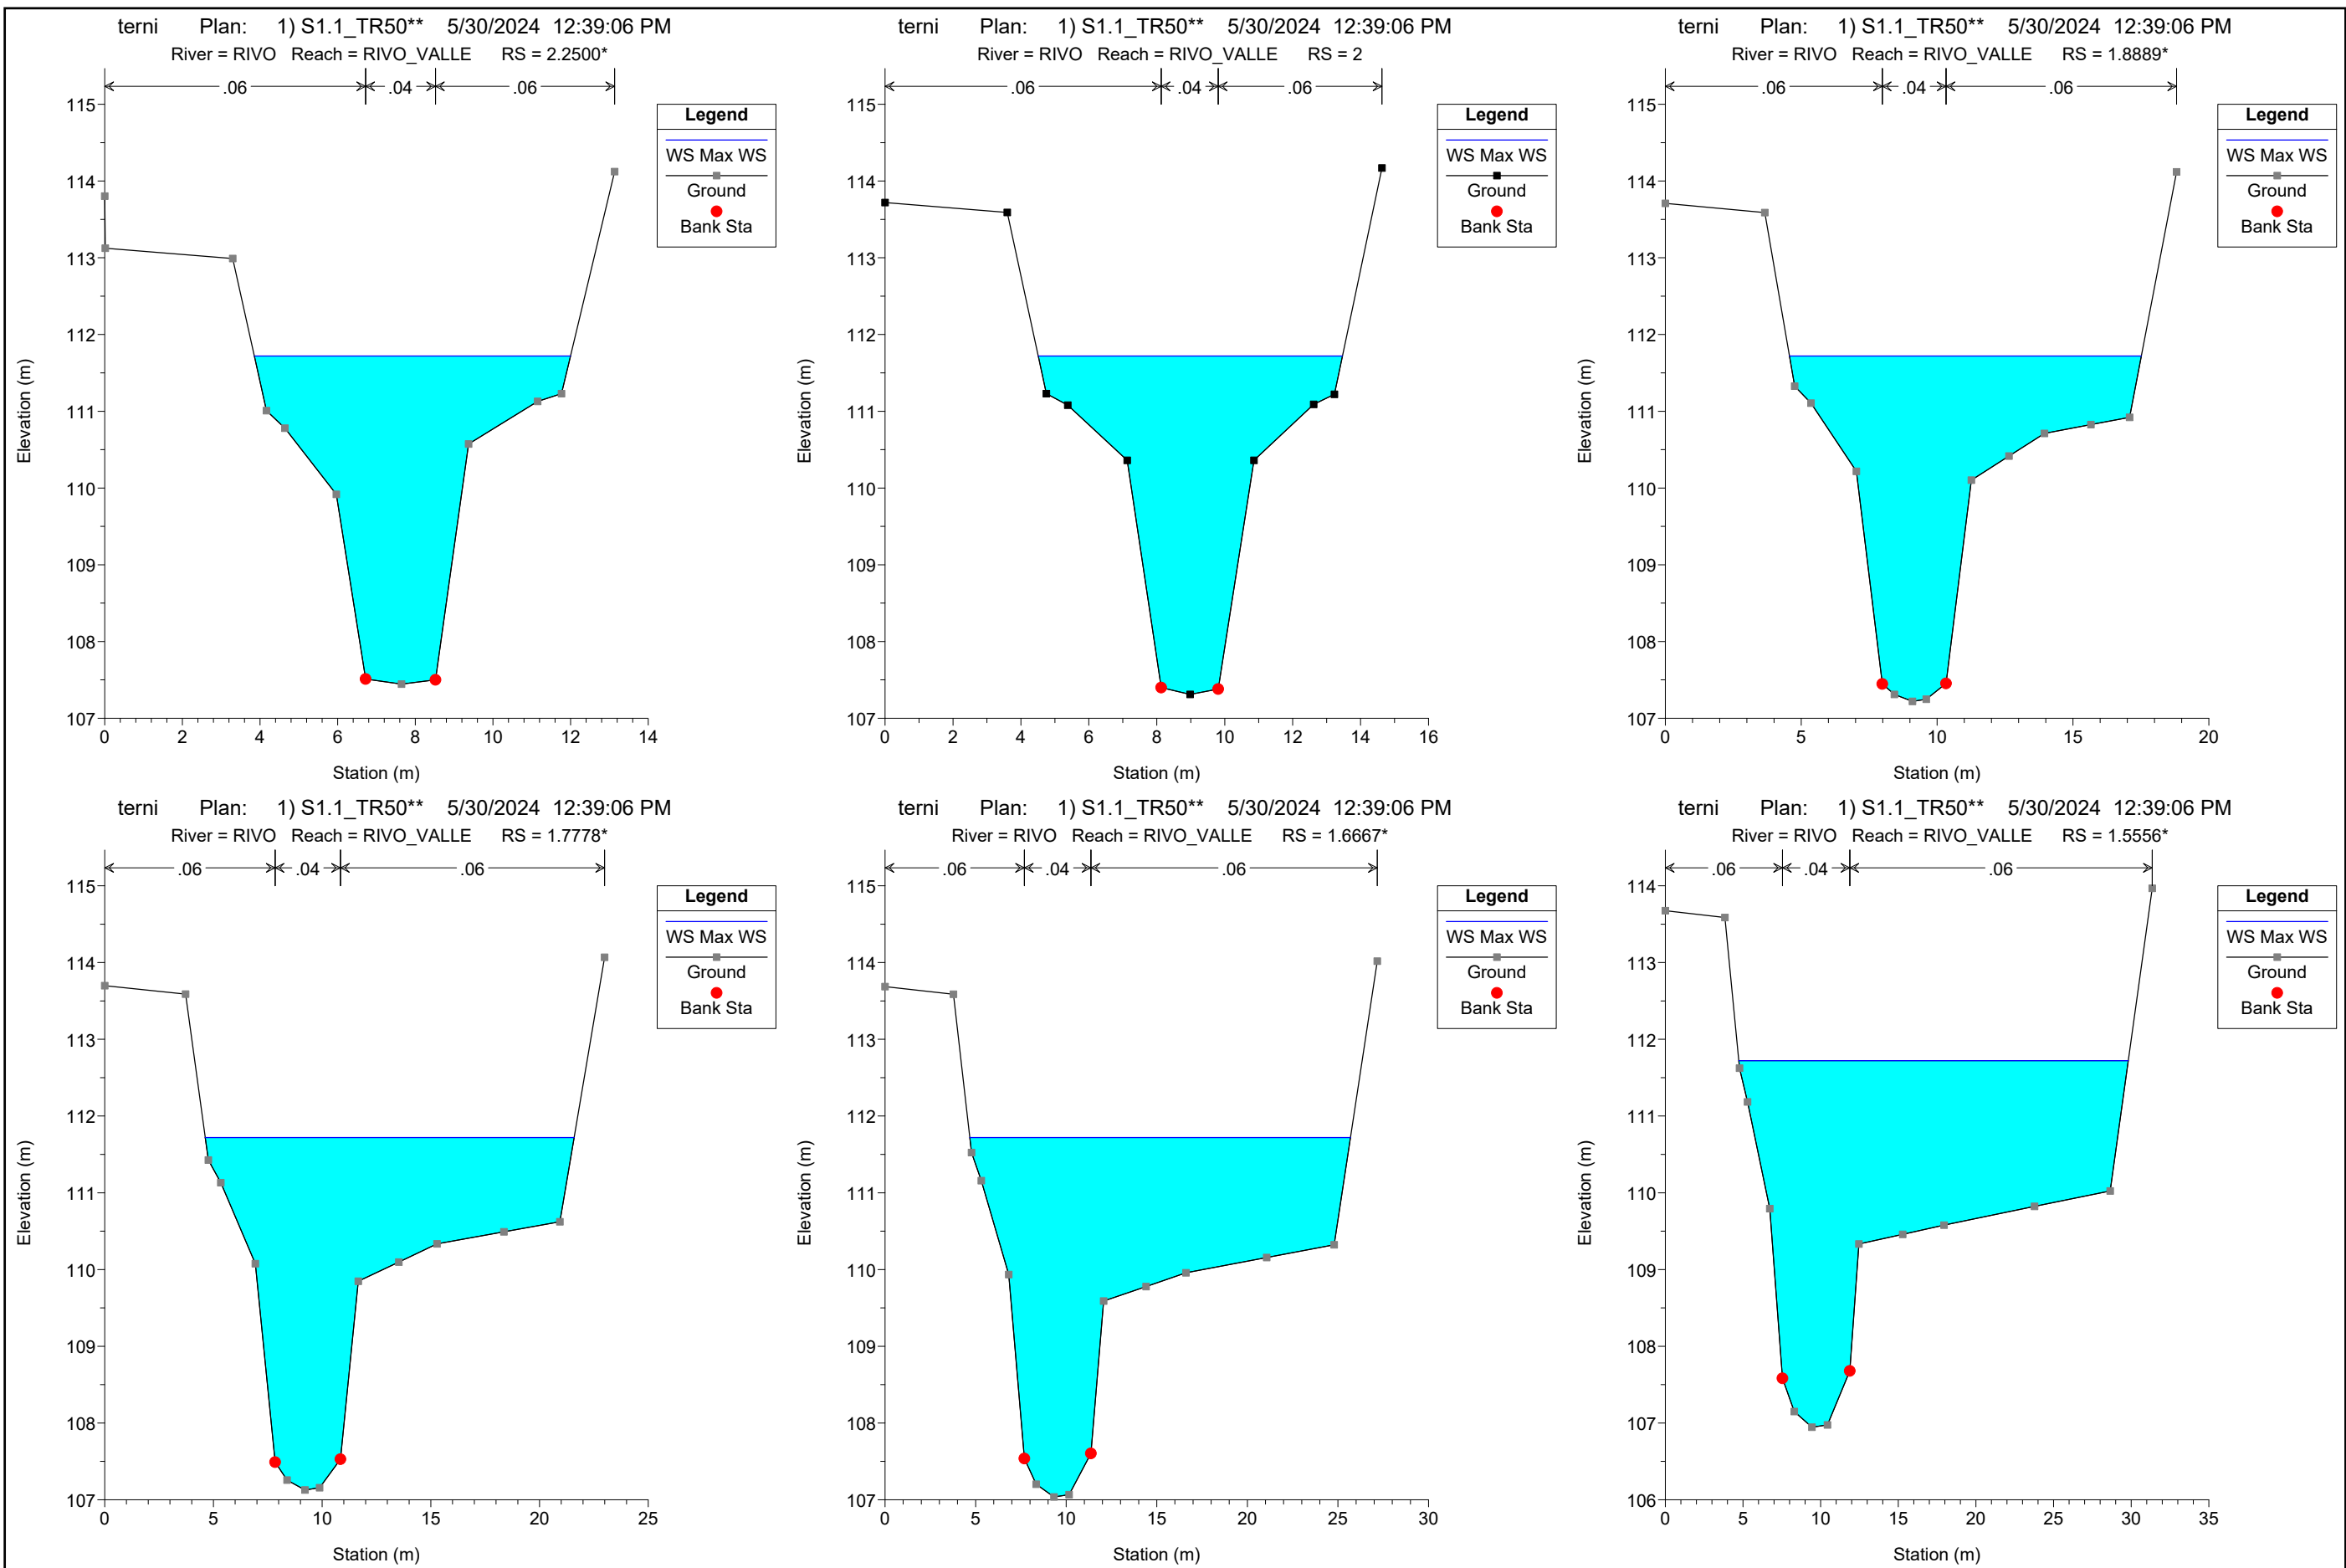 terni Plan: 1) S1.1_TR50** 5/30/2024 12:39:06 PM
River = RIVO Reach = RIVO_VALLE RS = 2.2500*
.06 .04 .06
Legend
WS Max WS
Ground
Bank Sta
115
114
113
112
111
110
109
108
107
Elevation (m)
0 2 4 6 8 10 12 14
Station (m)
terni Plan: 1) S1.1_TR50** 5/30/2024 12:39:06 PM
River = RIVO Reach = RIVO_VALLE RS = 2
.06 .04 .06
Legend
WS Max WS
Ground
Bank Sta
115
114
113
112
111
110
109
108
107
Elevation (m)
0 2 4 6 8 10 12 14 16
Station (m)
terni Plan: 1) S1.1_TR50** 5/30/2024 12:39:06 PM
River = RIVO Reach = RIVO_VALLE RS = 1.8889*
.06 .04 .06
Legend
WS Max WS
Ground
Bank Sta
115
114
113
112
111
110
109
108
107
Elevation (m)
0 5 10 15 20
Station (m)
terni Plan: 1) S1.1_TR50** 5/30/2024 12:39:06 PM
River = RIVO Reach = RIVO_VALLE RS = 1.7778*
.06 .04 .06
Legend
WS Max WS
Ground
Bank Sta
115
114
113
112
111
110
109
108
107
Elevation (m)
0 5 10 15 20 25
Station (m)
terni Plan: 1) S1.1_TR50** 5/30/2024 12:39:06 PM
River = RIVO Reach = RIVO_VALLE RS = 1.6667*
.06 .04 .06
Legend
WS Max WS
Ground
Bank Sta
115
114
113
112
111
110
109
108
107
Elevation (m)
0 5 10 15 20 25 30
Station (m)
terni Plan: 1) S1.1_TR50** 5/30/2024 12:39:06 PM
River = RIVO Reach = RIVO_VALLE RS = 1.5556*
.06 .04 .06
Legend
WS Max WS
Ground
Bank Sta
114
113
112
111
110
109
108
107
106
Elevation (m)
0 5 10 15 20 25 30 35
Station (m)